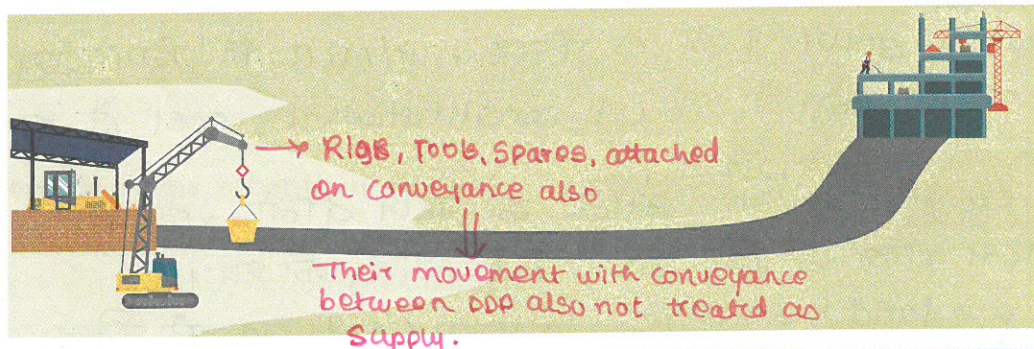 → Rigs, Tools, Spares, attached
on conveyance also
Their movement with conveyance
between DDP also not treated as
Supply.